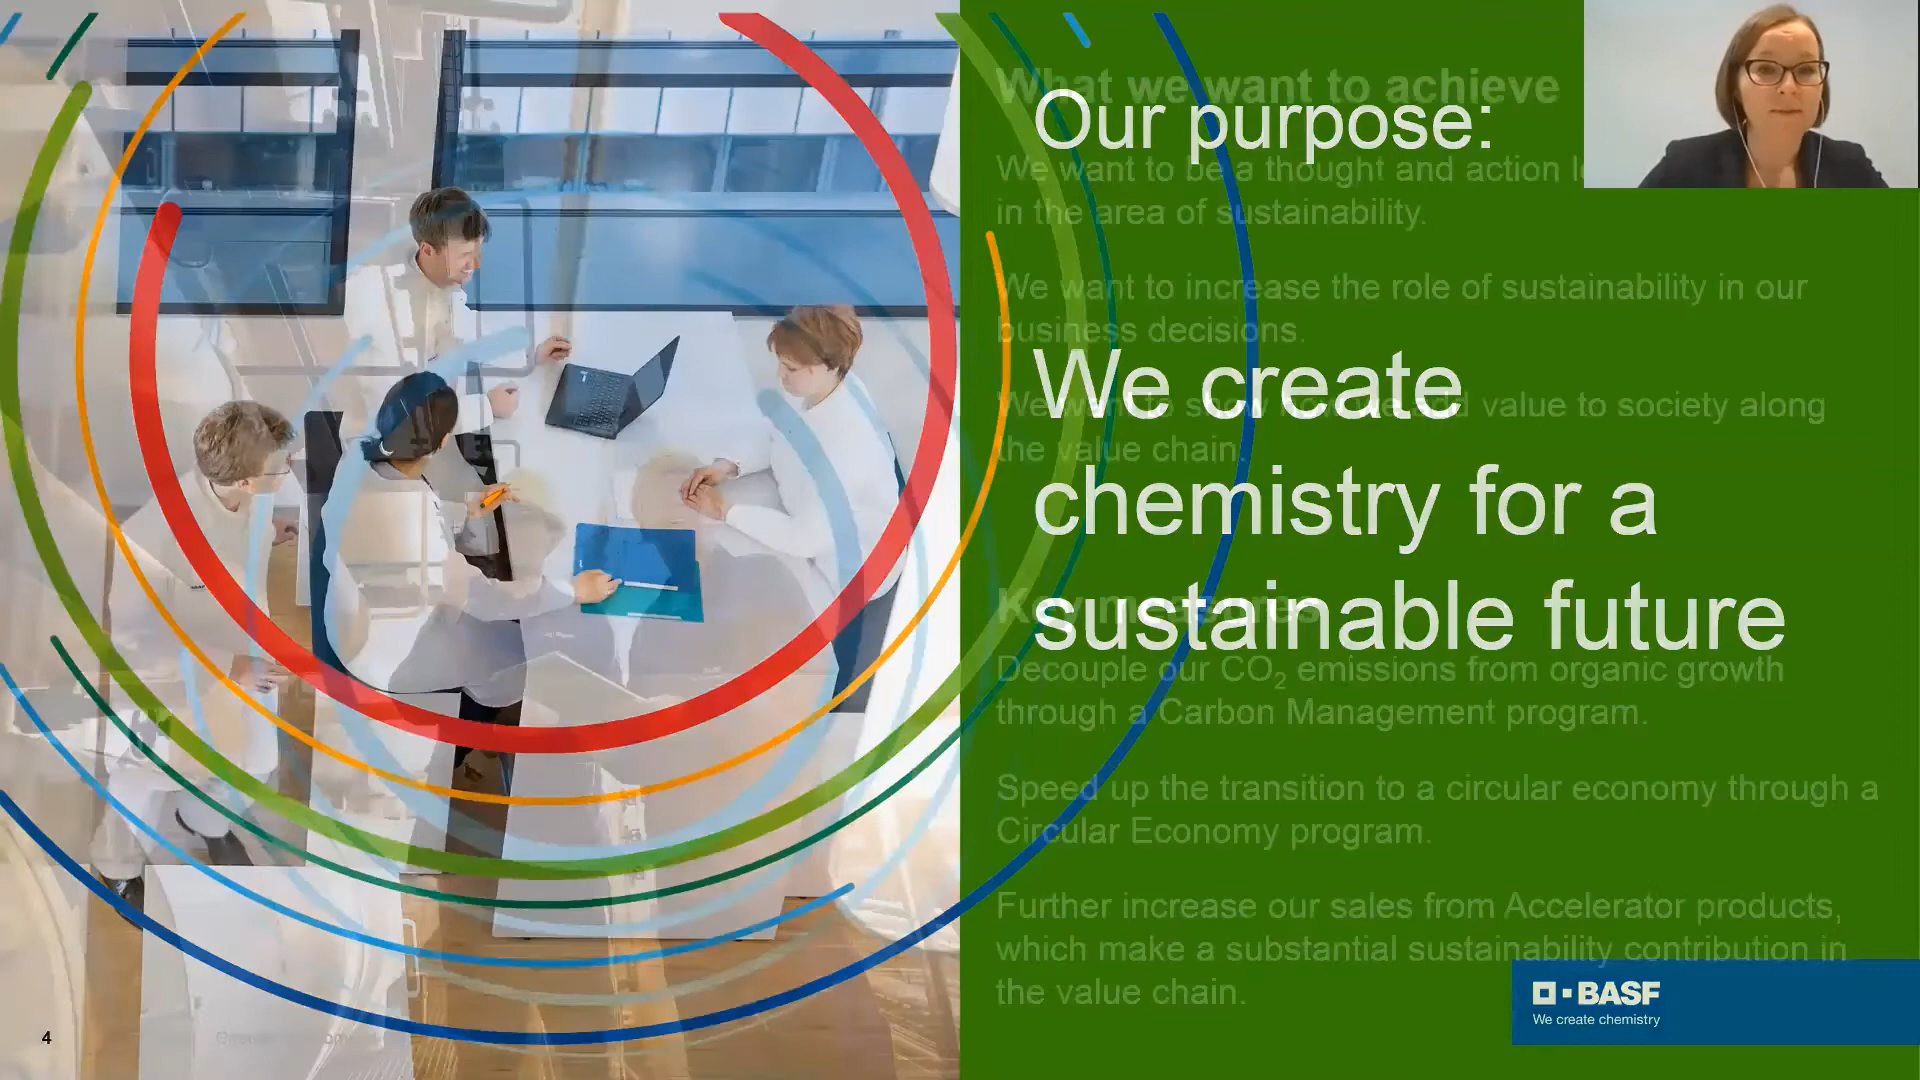 Our purpose:
We create
chemistry for a
sustainable future
What we want to achieve
We want to be a thought and action
in the area of sustainability.
We want to increase the role of sustainability in our
business decisions.
We value to society along
the value chain.
Decouple our CO₂ emissions from organic growth
through a Carbon Management program.
Speed up the transition to a circular economy through a
Circular Economy program.
Further increase our sales from Accelerator products,
which make a substantial sustainability contribution in
the value chain.
BASF
We create chemistry
4